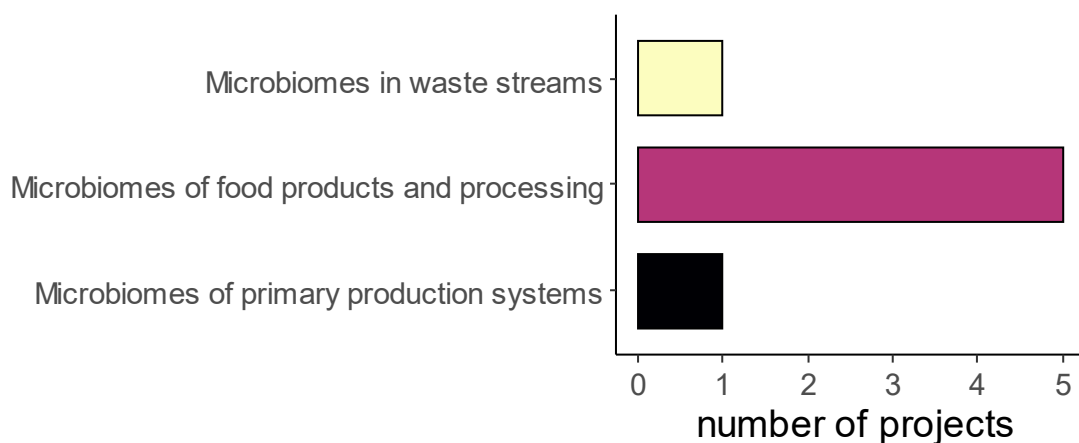 Microbiomes in waste streams
Microbiomes of food products and processing
Microbiomes of primary production systems
0 1 2 3 4 5
number of projects